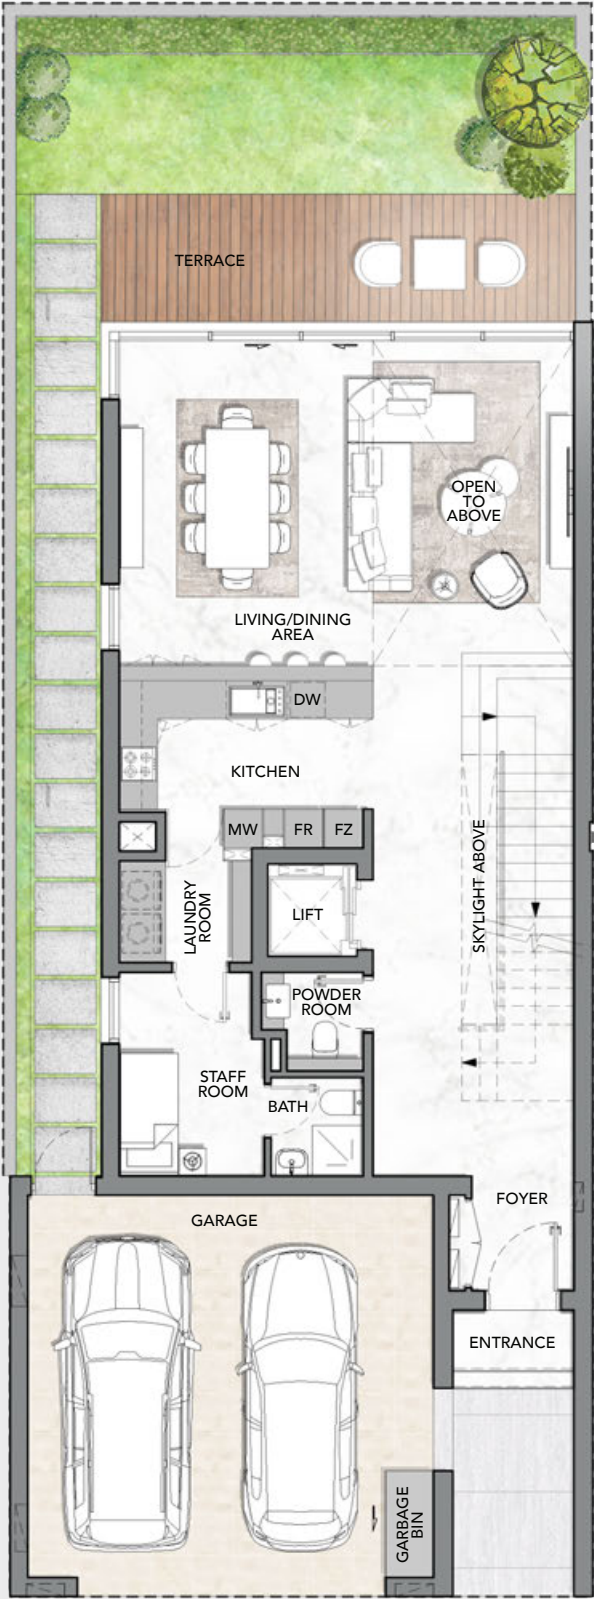 TERRACE
OPEN
TO
ABOVE
LIVING/DINING
AREA
DW
KITCHEN
MW
FR
FZ
SKYLIGHT ABOVE
LAUNDRY
ROOM
LIFT
POWDER
ROOM
STAFF
ROOM
BATH
FOYER
GARAGE
ENTRANCE
GARBAGE
BIN